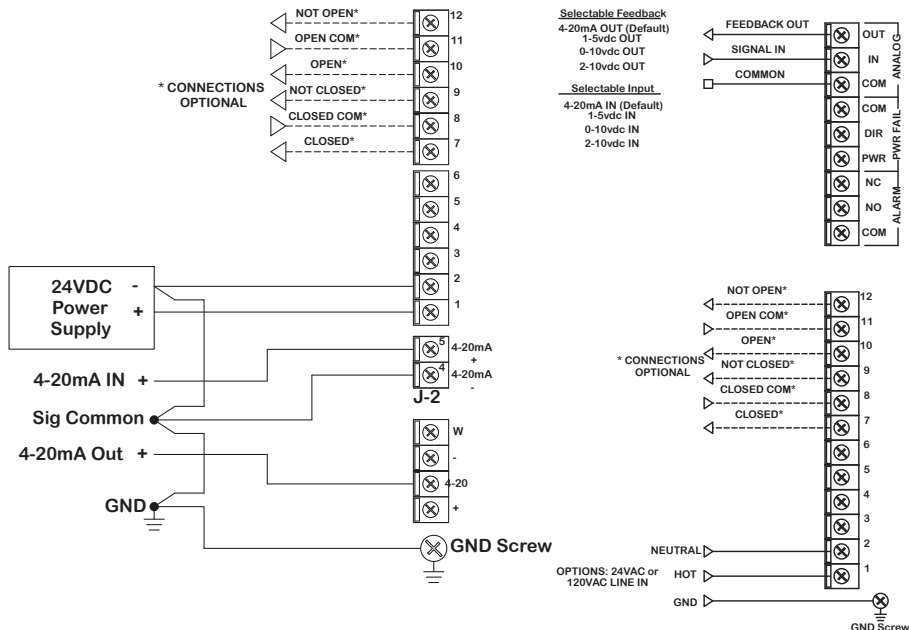 NOT OPEN*
12
OPEN COM*
11
OPEN*
10
* CONNECTIONS
OPTIONAL
NOT CLOSED*
9
CLOSED COM*
8
CLOSED*
7
6
5
4
3
2
1
24VDC -
Power
Supply +
5 4-20mA
+
4 4-20mA
-
J-2
4-20mA IN +
Sig Common
4-20mA Out +
GND
W
-
4-20
+
GND Screw
Selectable Feedback
4-20mA OUT (Default)
1-5vdc OUT
0-10vdc OUT
2-10vdc OUT
Selectable Input
4-20mA IN (Default)
1-5vdc IN
0-10vdc IN
2-10vdc IN
FEEDBACK OUT
OUT
SIGNAL IN
IN
COMMON
COM
ANALOG
COM
DIR
PWR
PWR FAIL
NC
NO
COM
ALARM
NOT OPEN*
12
OPEN COM*
11
OPEN*
10
* CONNECTIONS
OPTIONAL
NOT CLOSED*
9
CLOSED COM*
8
CLOSED*
7
6
5
4
3
NEUTRAL
2
OPTIONS: 24VAC or
120VAC LINE IN
HOT
1
GND
GND Screw